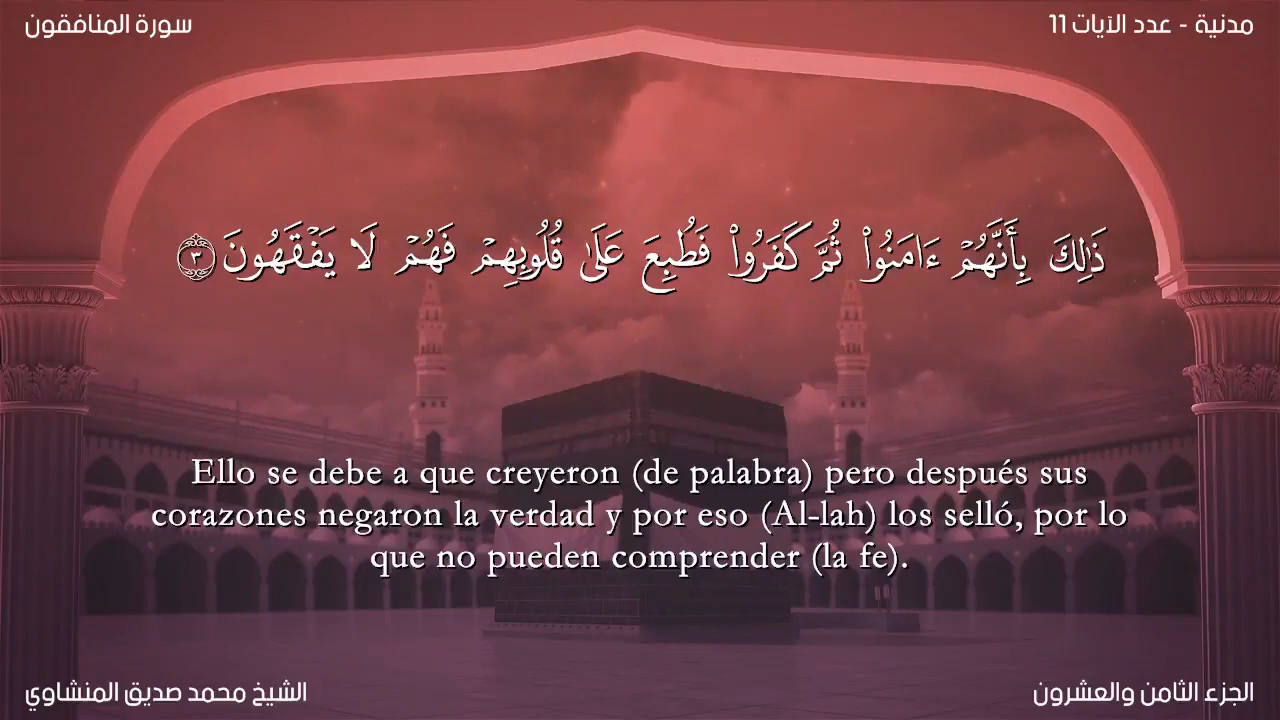 مدنية - عدد الآيات 11
سورة المنافقون
ذَٰلِكَ بِأَنَّهُمۡ ءَامَنُواْ ثُمَّ كَفَرُواْ فَطُبِعَ عَلَىٰ قُلُوبِهِمۡ فَهُمۡ لَا يَفۡقَهُونَ ٣
Ello se debe a que creyeron (de palabra) pero después sus
corazones negaron la verdad y por eso (Al-lah) los selló, por lo
que no pueden comprender (la fe).
الجزء الثامن والعشرون
الشيخ محمد صديق المنشاوي